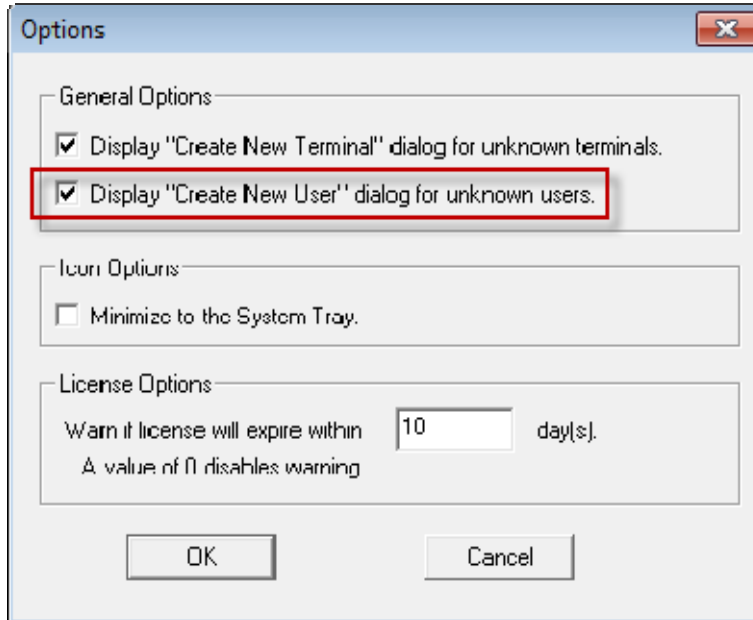 Options
General Options
Display "Create New Terminal" dialog for unknown terminals.
Display "Create New User" dialog for unknown users.
Icon Options
Minimize to the System Tray.
License Options
Warn if license will expire within 10 day(s).
A value of 0 disables warning
OK Cancel